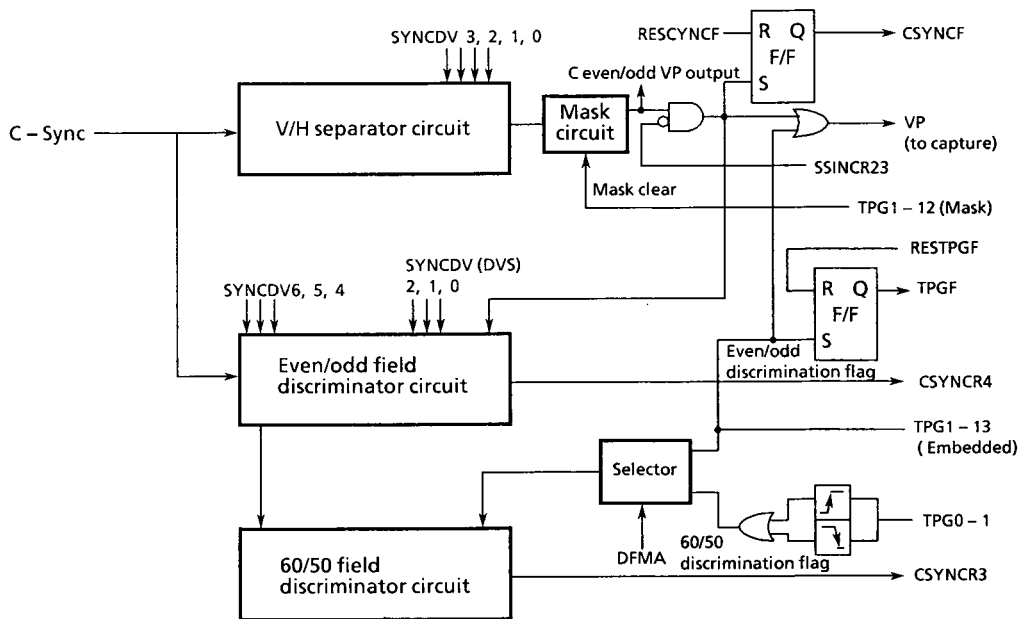 SYNCDV 3, 2, 1, 0
RESCYNCF
R Q
F/F
S
CSYNCF
C even/odd VP output
C – Sync
V/H separator circuit
Mask
circuit
VP
(to capture)
SSINCR23
Mask clear
TPG1 – 12 (Mask)
RESTPGF
SYNCDV (DVS)
2, 1, 0
SYNCDV6, 5, 4
R Q
F/F
S
TPGF
Even/odd field
discriminator circuit
Even/odd
discrimination flag
CSYNCR4
TPG1 – 13
( Embedded)
Selector
TPG0 – 1
DFMA
60/50
discrimination flag
60/50 field
discriminator circuit
CSYNCR3